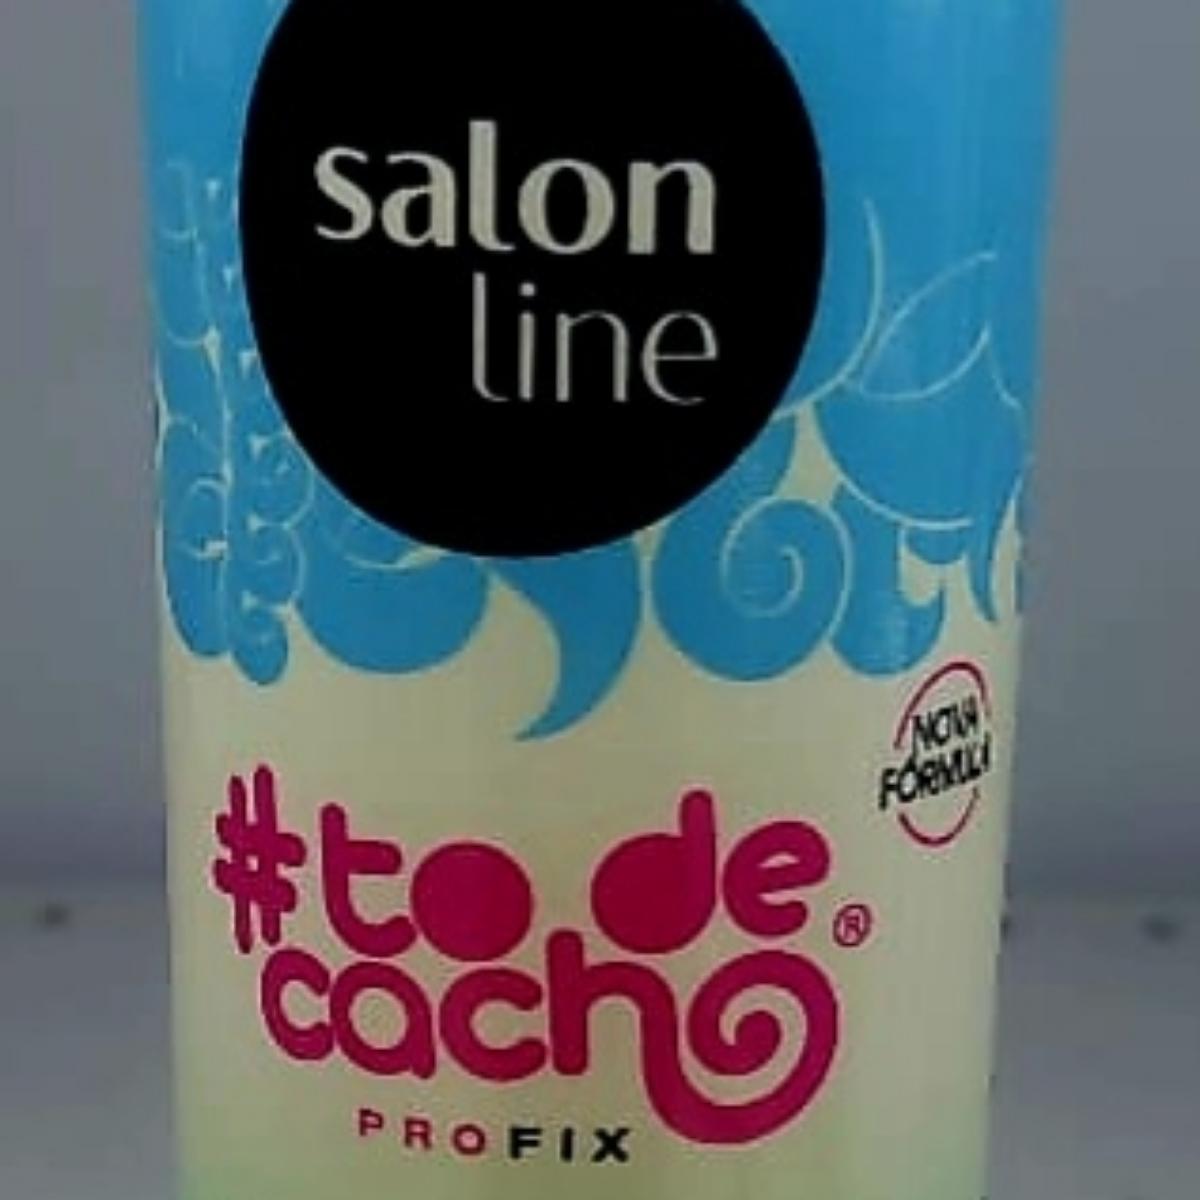 salon
line
NOVA
FÓRMULA
#to de
cacho®
PROFIX